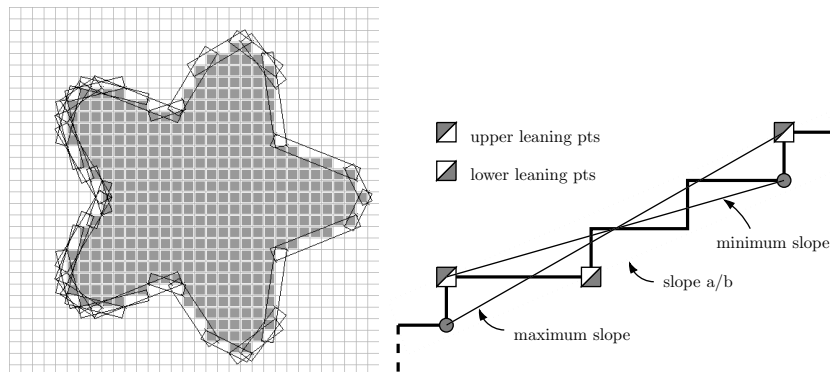 upper leaning pts
lower leaning pts
minimum slope
slope a/b
maximum slope